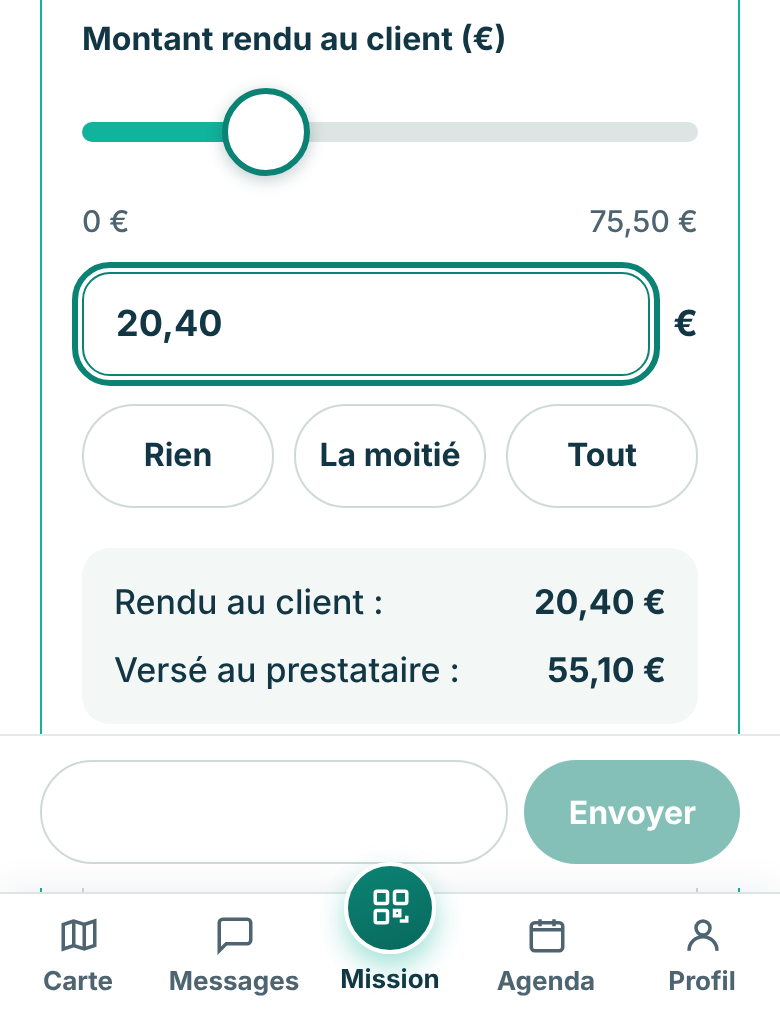 Montant rendu au client (€)
0 € 75,50 €
20,40 €
Rien La moitié Tout
Rendu au client : 20,40 €
Versé au prestataire : 55,10 €
Envoyer
Carte Messages Mission Agenda Profil